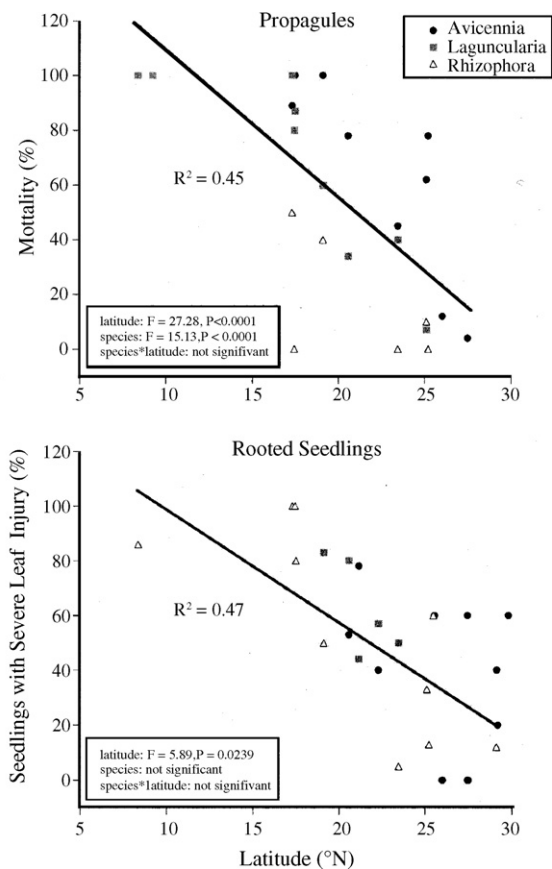 Propagules
Avicennia
Laguncularia
Rhizophora
Mottality (%)
120
100
80
60
40
20
0
R² = 0.45
latitude: F = 27.28, P<0.0001
species: F = 15.13, P < 0.0001
species*latitude: not signifivant
5 10 15 20 25 30
Rooted Seedlings
Seedlings with Severe Leaf Injury (%)
120
100
80
60
40
20
0
R² = 0.47
latitude: F = 5.89,P = 0.0239
species: not significant
species*latitude: not signifivant
5 10 15 20 25 30
Latitude (°N)